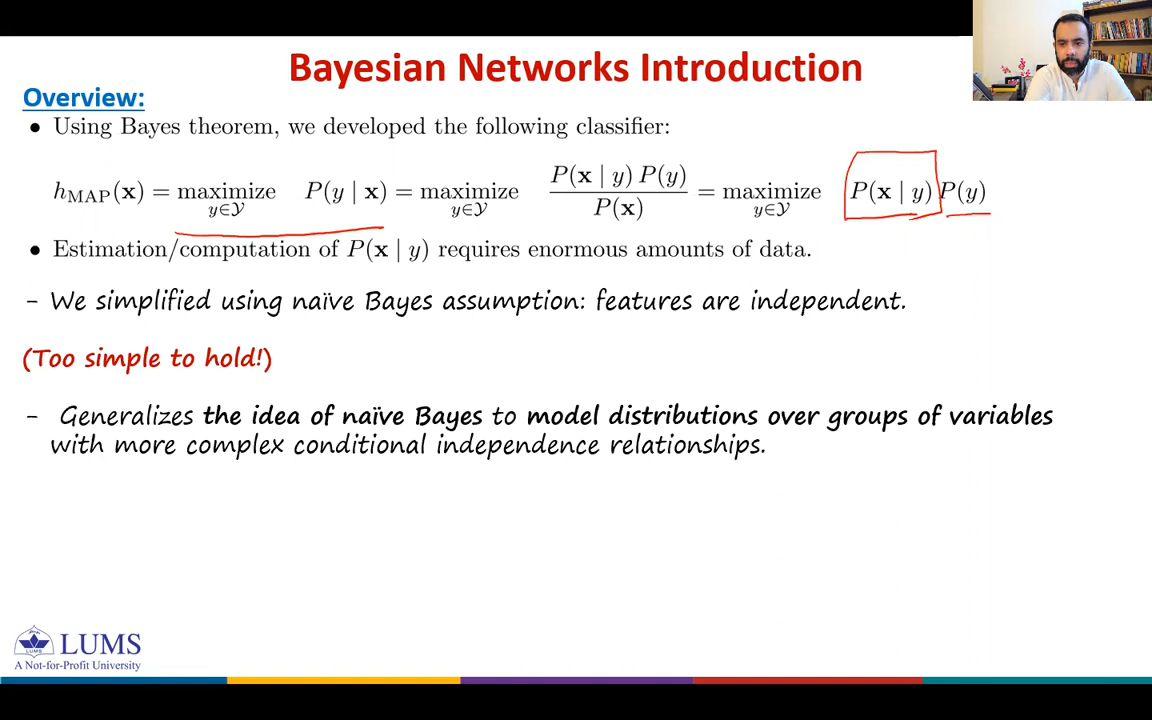 Bayesian Networks Introduction
Overview:
• Using Bayes theorem, we developed the following classifier:
h_MAP(𝐱) = maximize_{y∈𝒴} P(y | 𝐱) = maximize_{y∈𝒴} \frac{P(𝐱 | y) P(y)}{P(𝐱)} = maximize_{y∈𝒴} P(𝐱 | y) P(y)
• Estimation/computation of P(𝐱 | y) requires enormous amounts of data.
- We simplified using naïve Bayes assumption: features are independent.
(Too simple to hold!)
- Generalizes the idea of naïve Bayes to model distributions over groups of variables
with more complex conditional independence relationships.
LUMS
A Not-for-Profit University